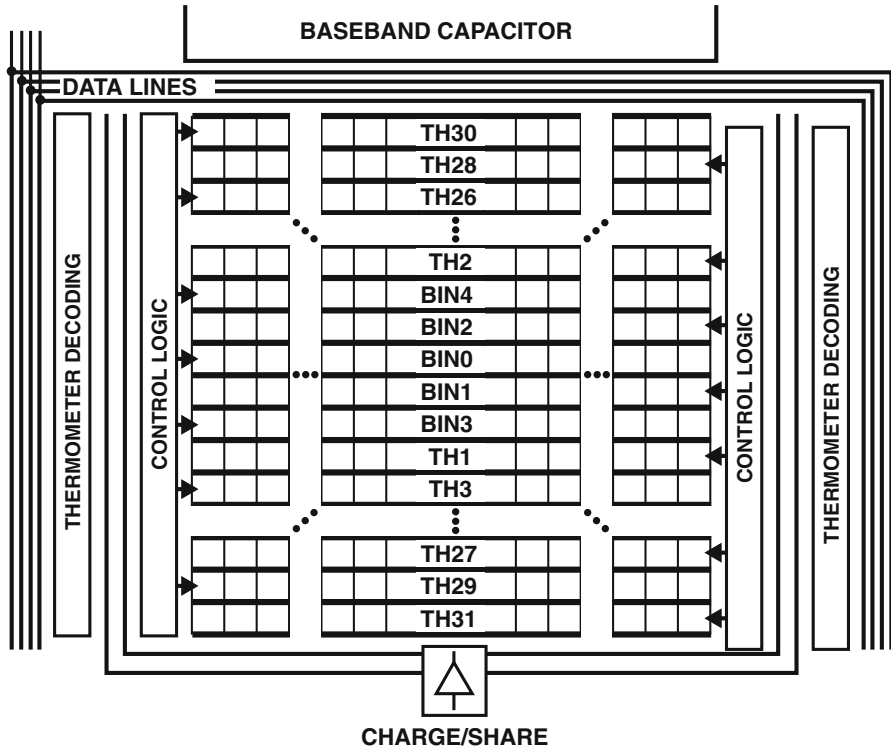 BASEBAND CAPACITOR
DATA LINES
THERMOMETER DECODING
CONTROL LOGIC
TH30
TH28
TH26
TH2
BIN4
BIN2
BIN0
BIN1
BIN3
TH1
TH3
TH27
TH29
TH31
CONTROL LOGIC
THERMOMETER DECODING
CHARGE/SHARE